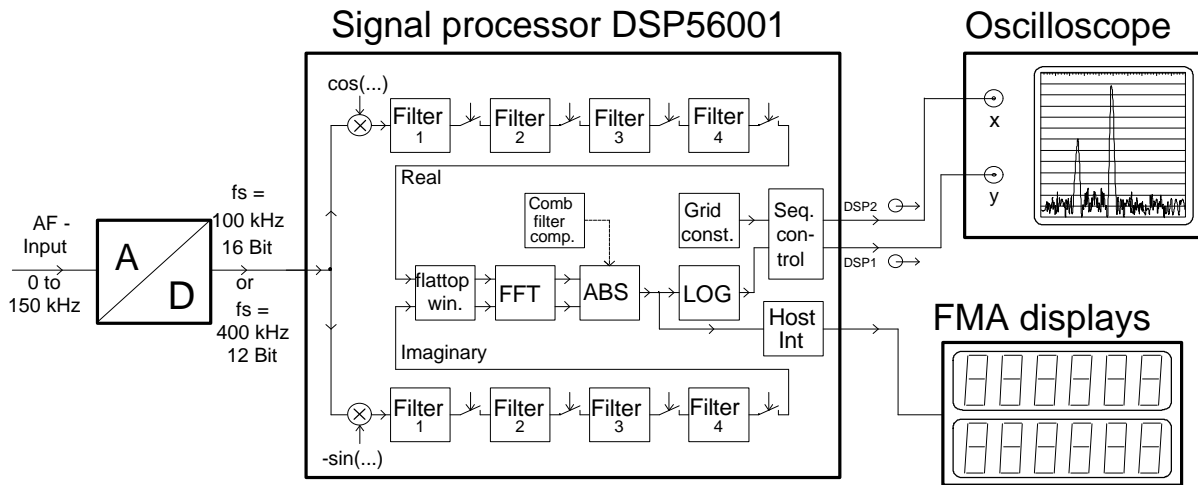 Signal processor DSP56001
Oscilloscope
cos(...)
Filter
1
Filter
2
Filter
3
Filter
4
x
y
Real
fs =
100 kHz
16 Bit
or
fs =
400 kHz
12 Bit
AF -
Input
0 to
150 kHz
A
D
Comb
filter
comp.
Grid
const.
Seq.
con-
trol
DSP2
DSP1
flattop
win.
FFT
ABS
LOG
Host
Int
FMA displays
Imaginary
Filter
1
Filter
2
Filter
3
Filter
4
-sin(...)